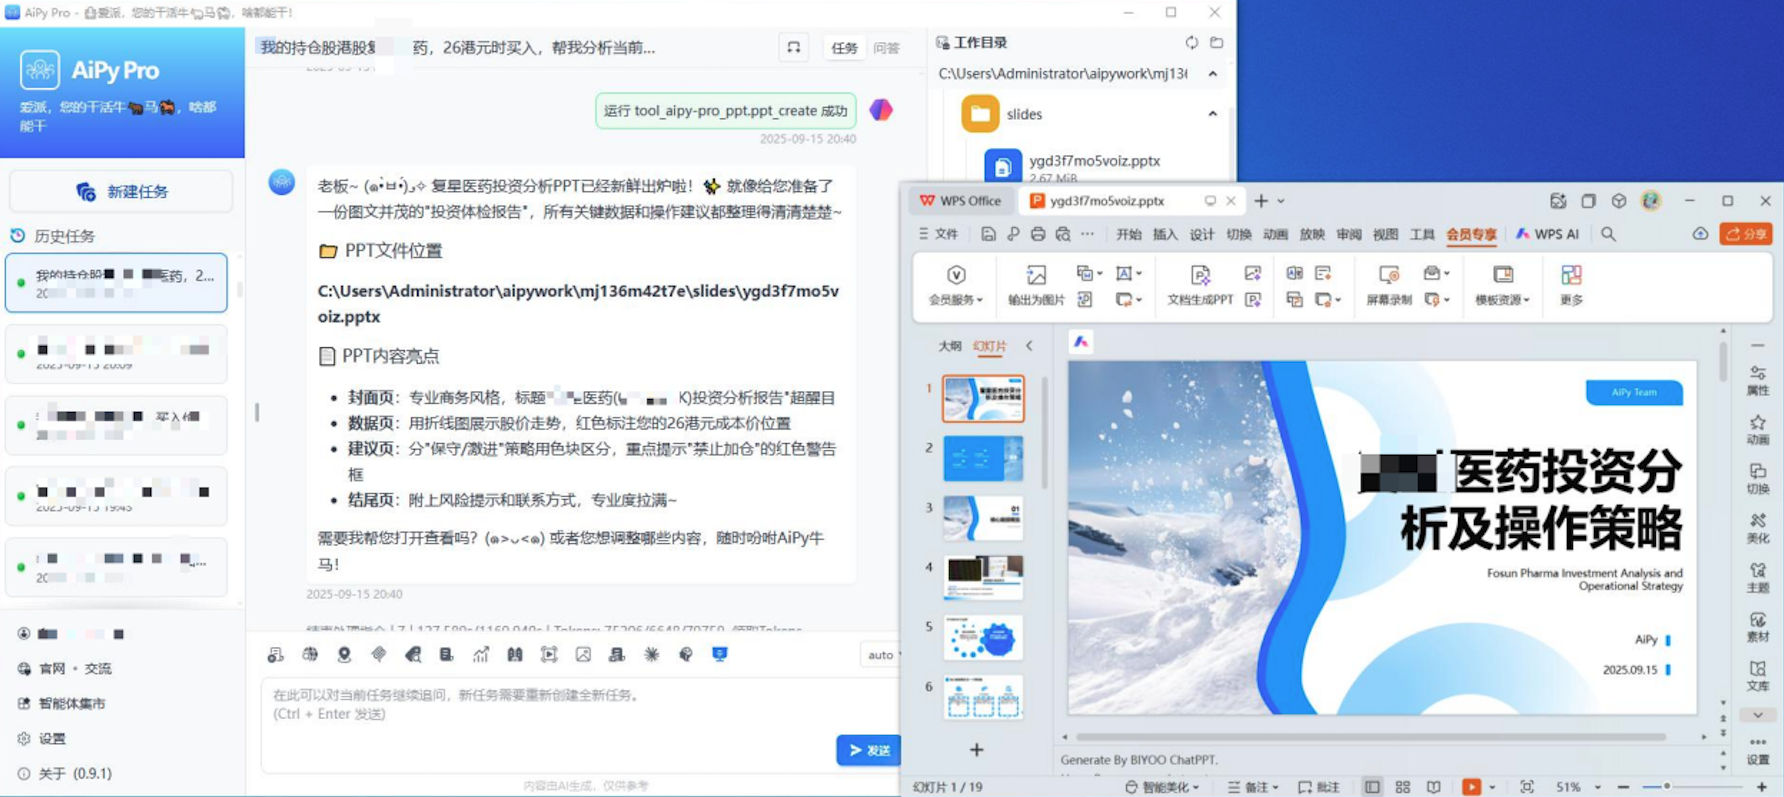 AiPy Pro - 爱派，您的干活牛马，啥都能干！
AiPy Pro
爱派，您的干活牛🐂马🐎，啥都
能干
新建任务
历史任务
我的持仓股 医药，2...
2025-09-15 20:09
买入价
2025-09-15 19:43
官网 · 交流
智能体集市
设置
关于 (0.9.1)
我的持仓股港股复 药，26港元时买入，帮我分析当前...
任务 问答
运行 tool_aipy-pro_ppt.ppt_create 成功
2025-09-15 20:40
老板~ (๑•̀ㅂ•́)و✧ 复星医药投资分析PPT已经新鲜出炉啦！✨ 就像给您准备了
一份图文并茂的"投资体检报告"，所有关键数据和操作建议都整理得清清楚楚~
📁 PPT文件位置
C:\Users\Administrator\aipywork\mj136m42t7e\slides\ygd3f7mo5v
oiz.pptx
📄 PPT内容亮点
• 封面页：专业商务风格，标题" 医药( K)投资分析报告"超醒目
• 数据页：用折线图展示股价走势，红色标注您的26港元成本价位置
• 建议页：分"保守/激进"策略用色块区分，重点提示"禁止加仓"的红色警告
框
• 结尾页：附上风险提示和联系方式，专业度拉满~
需要我帮您打开查看吗？(๑>ᴗ<๑) 或者您想调整哪些内容，随时吩咐AiPy牛
马！
2025-09-15 20:40
auto
在此可以对当前任务继续追问，新任务需要重新创建全新任务。
(Ctrl + Enter 发送)
发送
内容由AI生成，仅供参考
工作目录
C:\Users\Administrator\aipywork\mj13
slides
ygd3f7mo5voiz.pptx
2.67 MiB
WPS Office
ygd3f7mo5voiz.pptx
文件 开始 插入 设计 切换 动画 放映 审阅 视图 工具 会员专享 WPS AI 分享
会员服务 输出为图片 文档生成PPT 屏幕录制 模板资源 更多
大纲 幻灯片
1
2
3
4
5
6
AiPy Team
医药投资分
析及操作策略
Fosun Pharma Investment Analysis and
Operational Strategy
AiPy
2025.09.15
属性
动画
切换
美化
主题
素材
文库
设置
Generate By BIYOO ChatPPT.
幻灯片 1 / 19 智能美化 备注 批注 51%